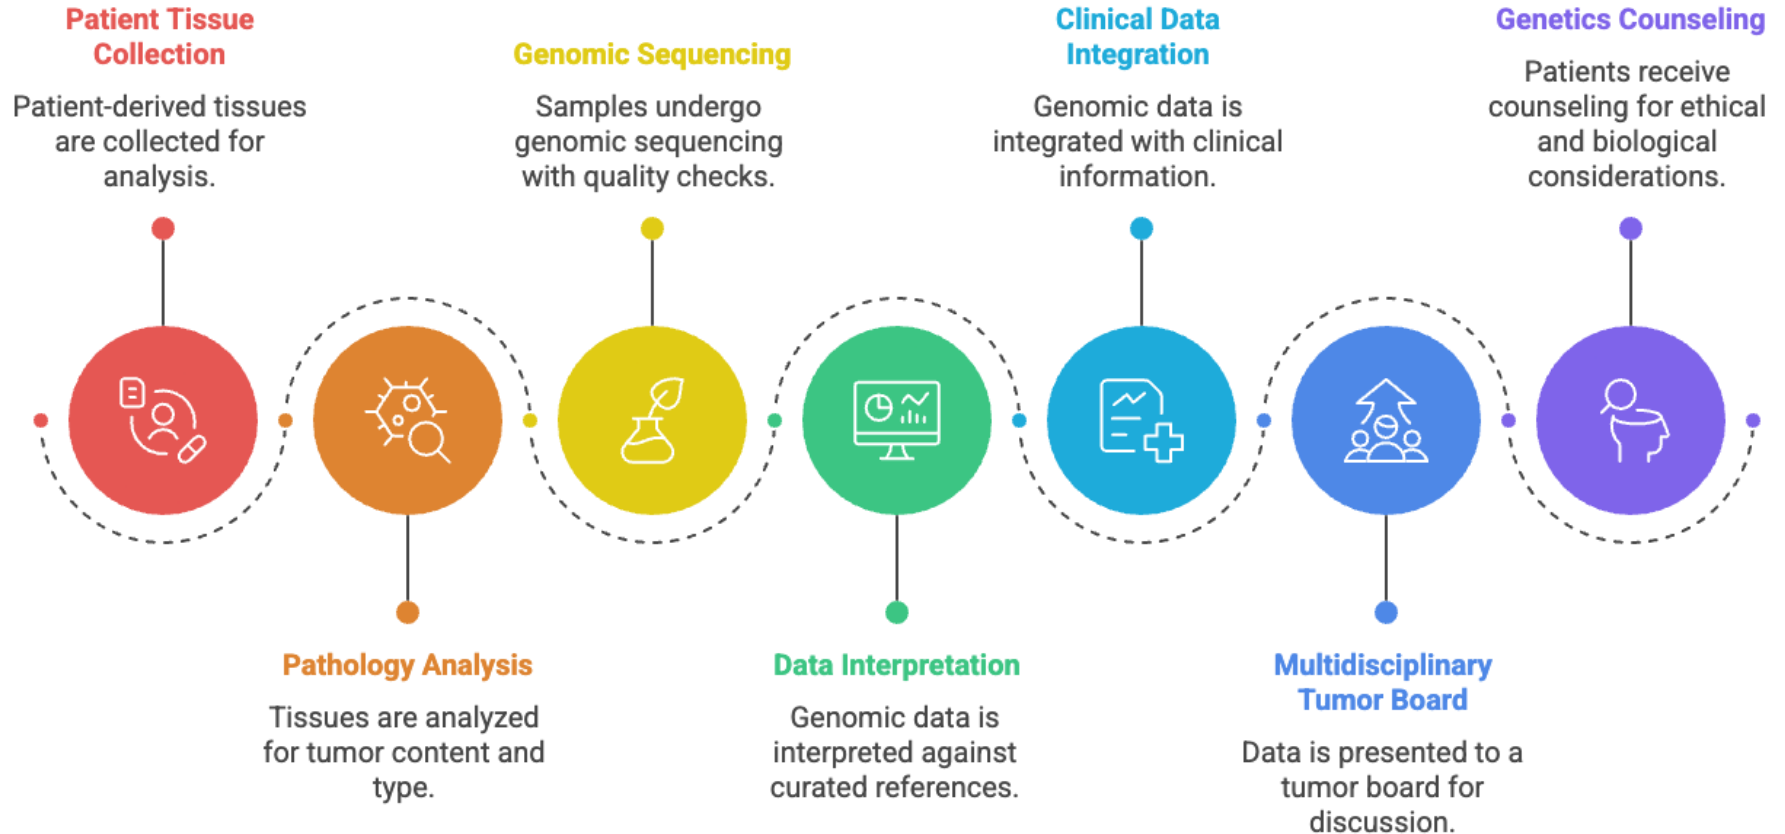 Patient Tissue
Collection
Patient-derived tissues
are collected for
analysis.
Pathology Analysis
Tissues are analyzed
for tumor content and
type.
Genomic Sequencing
Samples undergo
genomic sequencing
with quality checks.
Data Interpretation
Genomic data is
interpreted against
curated references.
Clinical Data
Integration
Genomic data is
integrated with clinical
information.
Multidisciplinary
Tumor Board
Data is presented to a
tumor board for
discussion.
Genetics Counseling
Patients receive
counseling for ethical
and biological
considerations.